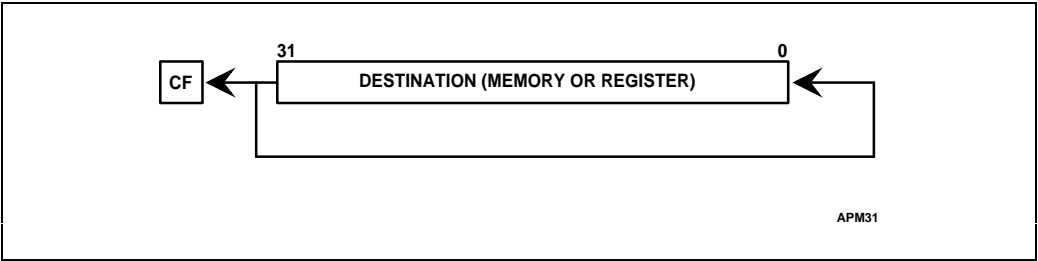 31 0
CF DESTINATION (MEMORY OR REGISTER)
APM31